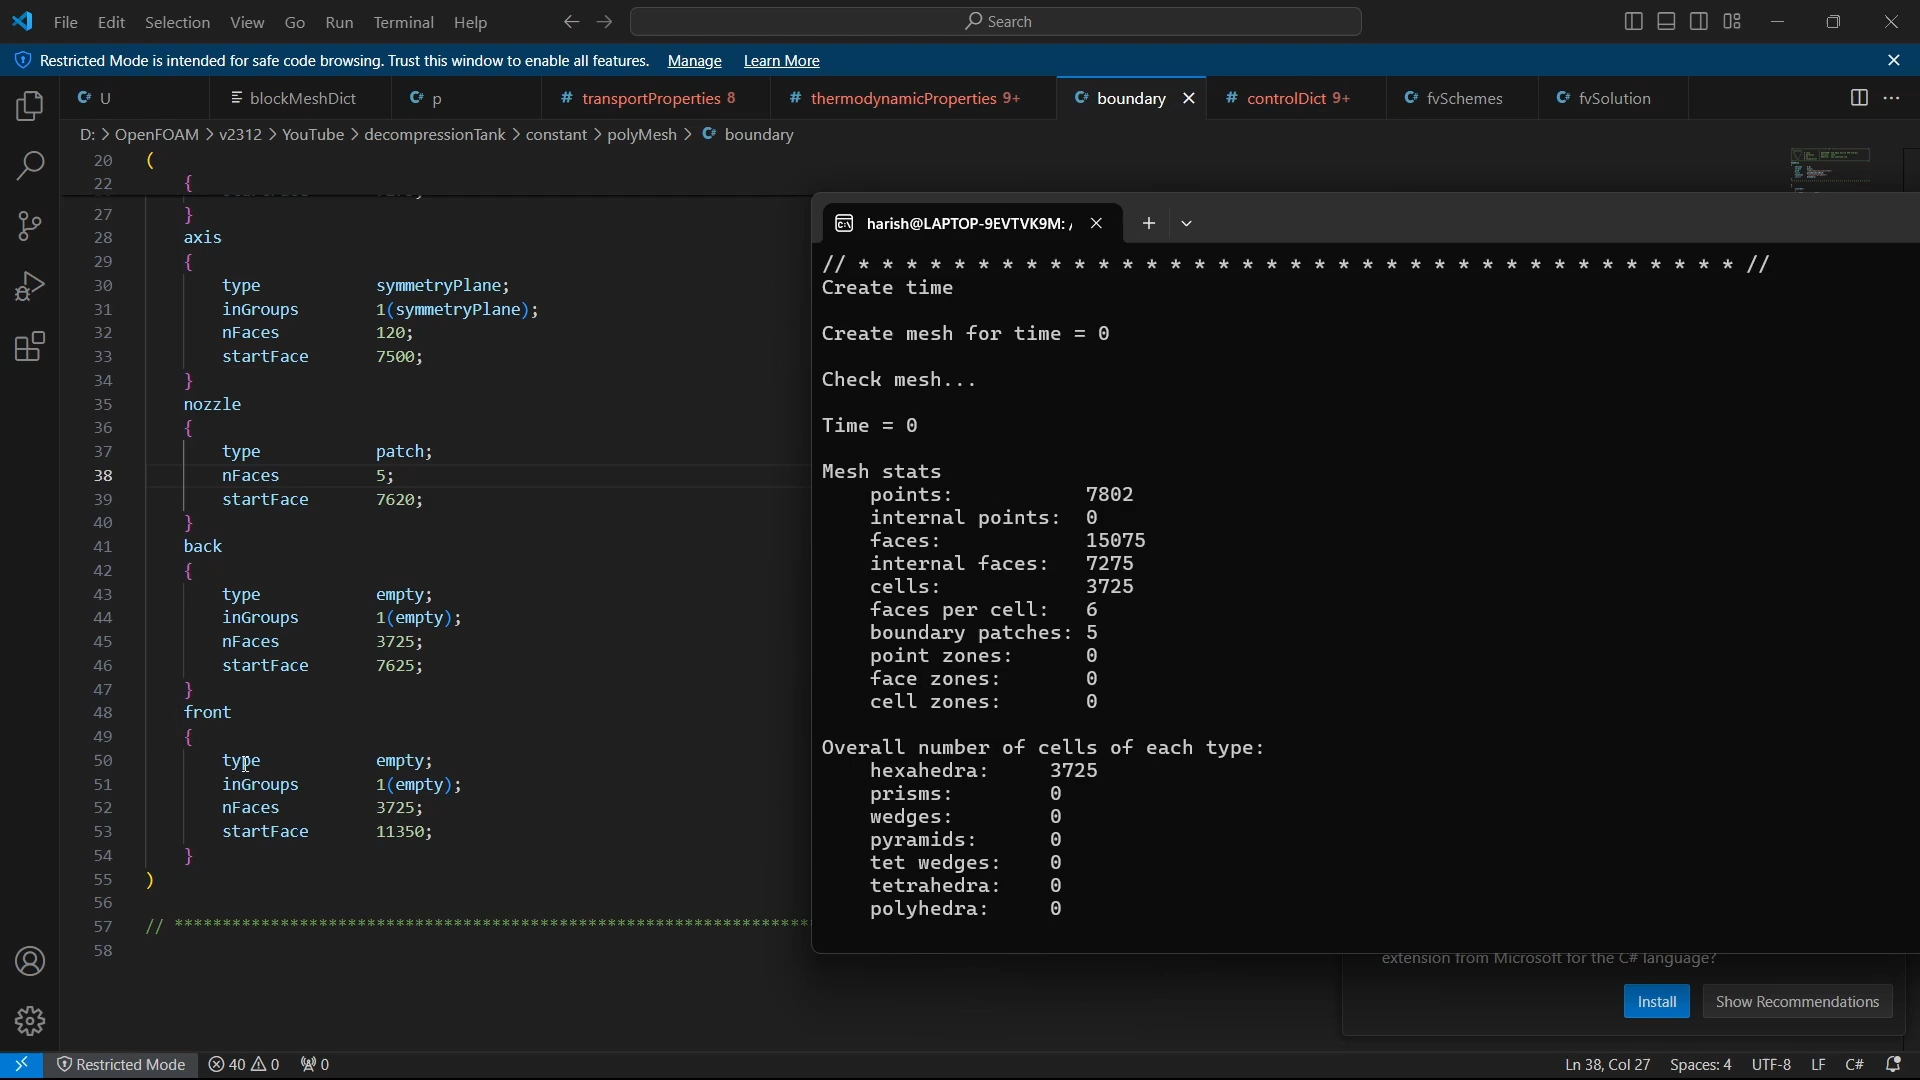 File Edit Selection View Go Run Terminal Help
Search
Restricted Mode is intended for safe code browsing. Trust this window to enable all features. Manage Learn More
U blockMeshDict p transportProperties 8 thermodynamicProperties 9+ boundary controlDict 9+ fvSchemes fvSolution
D: > OpenFOAM > v2312 > YouTube > decompressionTank > constant > polyMesh > boundary
20 (
22 {
27 }
28 axis
29 {
30 type symmetryPlane;
31 inGroups 1(symmetryPlane);
32 nFaces 120;
33 startFace 7500;
34 }
35 nozzle
36 {
37 type patch;
38 nFaces 5;
39 startFace 7620;
40 }
41 back
42 {
43 type empty;
44 inGroups 1(empty);
45 nFaces 3725;
46 startFace 7625;
47 }
48 front
49 {
50 type empty;
51 inGroups 1(empty);
52 nFaces 3725;
53 startFace 11350;
54 }
55 )
56
57 // *******************************************************************
58
harish@LAPTOP-9EVTVK9M: /
// * * * * * * * * * * * * * * * * * * * * * * * * * * * * * * * * * * * * * //
Create time
Create mesh for time = 0
Check mesh...
Time = 0
Mesh stats
points: 7802
internal points: 0
faces: 15075
internal faces: 7275
cells: 3725
faces per cell: 6
boundary patches: 5
point zones: 0
face zones: 0
cell zones: 0
Overall number of cells of each type:
hexahedra: 3725
prisms: 0
wedges: 0
pyramids: 0
tet wedges: 0
tetrahedra: 0
polyhedra: 0
extension from Microsoft for the C# language?
Install Show Recommendations
Restricted Mode 40 0 0 Ln 38, Col 27 Spaces: 4 UTF-8 LF C#